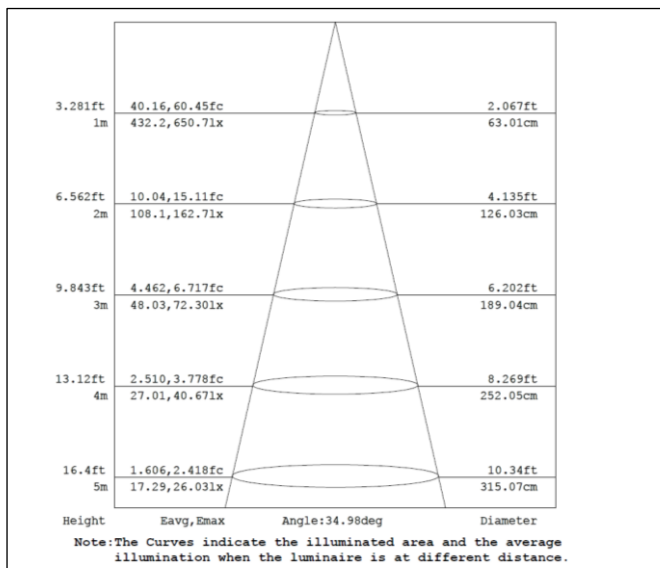 3.281ft 40.16,60.45fc 2.067ft
1m 432.2,650.7lx 63.01cm
6.562ft 10.04,15.11fc 4.135ft
2m 108.1,162.7lx 126.03cm
9.843ft 4.462,6.717fc 6.202ft
3m 48.03,72.30lx 189.04cm
13.12ft 2.510,3.778fc 8.269ft
4m 27.01,40.67lx 252.05cm
16.4ft 1.606,2.418fc 10.34ft
5m 17.29,26.03lx 315.07cm
Height Eavg,Emax Angle:34.98deg Diameter
Note:The Curves indicate the illuminated area and the average
illumination when the luminaire is at different distance.